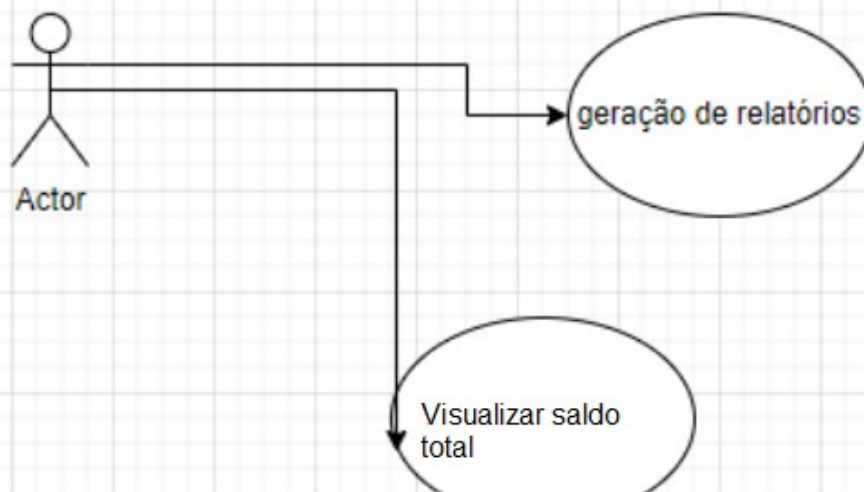 geração de relatórios
Actor
Visualizar saldo
total